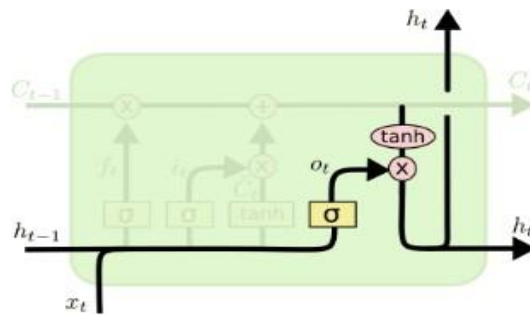 h_t
C_{t-1} × + C_t
tanh
f_t i_t × o_t ×
C̃_t
σ σ tanh σ
h_{t-1} h_t
x_t